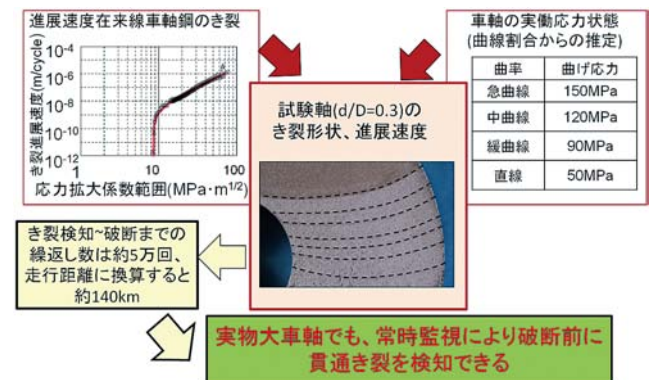 進展速度在来線車軸鋼のき裂
き裂進展速度(m/cycle)
10-4
10-6
10-8
10-10
10-12
1
10
100
応力拡大係数範囲(MPa・m1/2)
車軸の実働応力状態
(曲線割合からの推定)
曲率 曲げ応力
急曲線 150MPa
中曲線 120MPa
緩曲線 90MPa
直線 50MPa
試験軸(d/D=0.3)の
き裂形状、進展速度
き裂検知~破断までの
繰返し数は約5万回、
走行距離に換算すると
約140km
実物大車軸でも、常時監視により破断前に
貫通き裂を検知できる